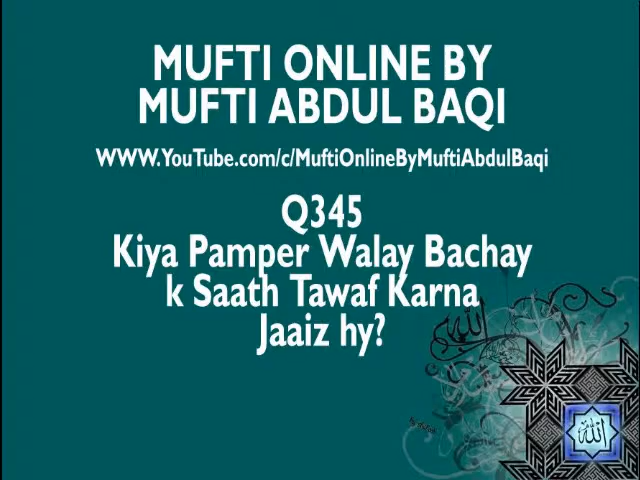 MUFTI ONLINE BY
MUFTI ABDUL BAQI
WWW.YouTube.com/c/MuftiOnlineByMuftiAbdulBaqi
Q345
Kiya Pamper Walay Bachay
k Saath Tawaf Karna
Jaaiz hy?
الله